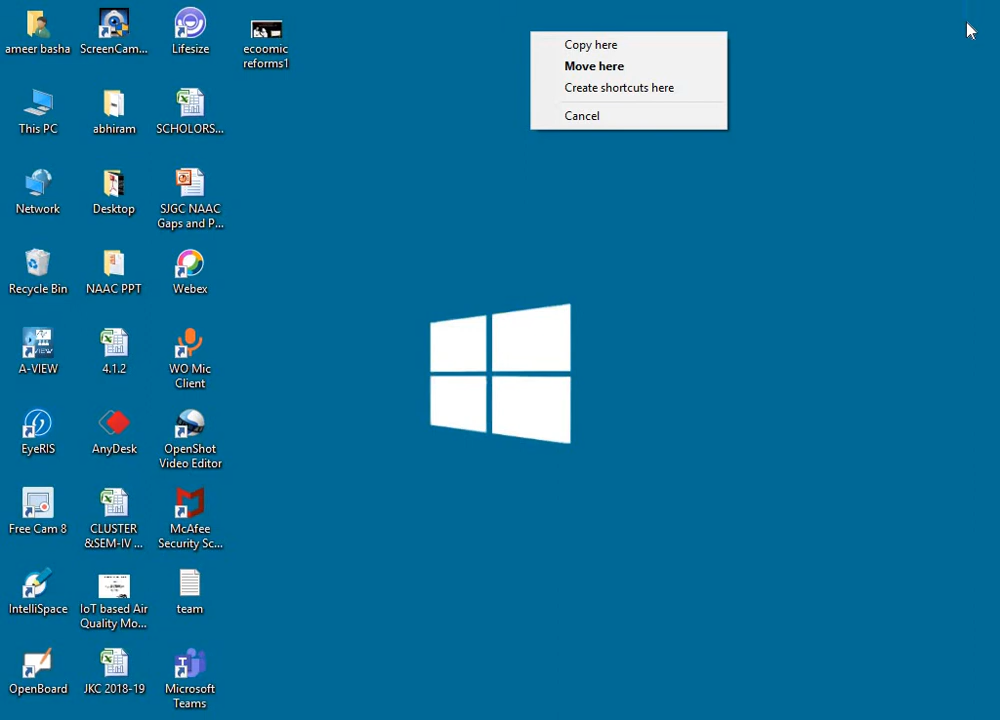 ameer basha
ScreenCam...
Lifesize
ecoomic
reforms1
This PC
abhiram
SCHOLORS...
Network
Desktop
SJGC NAAC
Gaps and P...
Recycle Bin
NAAC PPT
Webex
A-VIEW
4.1.2
WO Mic
Client
EyeRIS
AnyDesk
OpenShot
Video Editor
Free Cam 8
CLUSTER
&SEM-IV ...
McAfee
Security Sc...
IntelliSpace
IoT based Air
Quality Mo...
team
OpenBoard
JKC 2018-19
Microsoft
Teams
Copy here
Move here
Create shortcuts here
Cancel